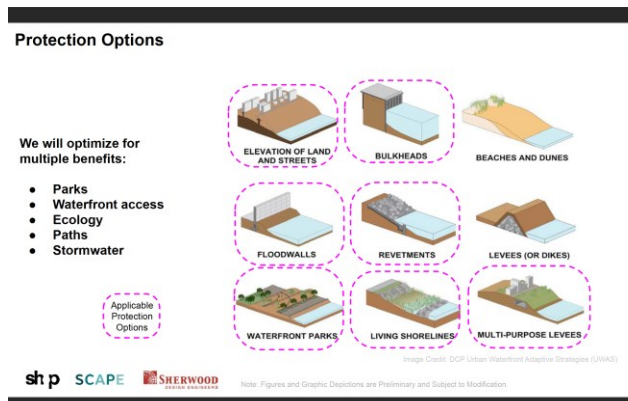 Protection Options
We will optimize for
multiple benefits:
● Parks
● Waterfront access
● Ecology
● Paths
● Stormwater
Applicable
Protection
Options
ELEVATION OF LAND
AND STREETS
BULKHEADS
BEACHES AND DUNES
FLOODWALLS
REVETMENTS
LEVEES (OR DIKES)
WATERFRONT PARKS
LIVING SHORELINES
MULTI-PURPOSE LEVEES
Image Credit: DCP Urban Waterfront Adaptive Strategies (UWAS)
SCAPE
SHERWOOD
DESIGN ENGINEERS
Note: Figures and Graphic Depictions are Preliminary and Subject to Modification